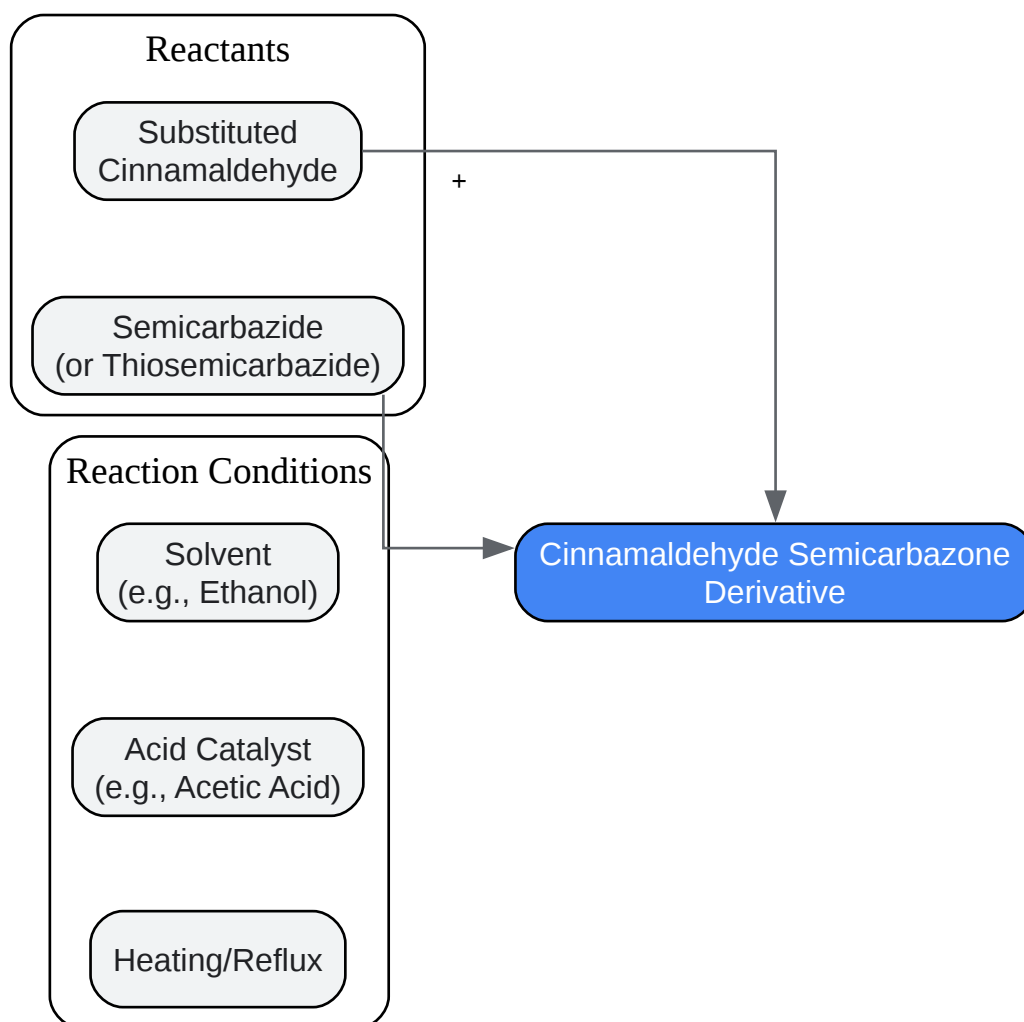 Reactants
Substituted
Cinnamaldehyde
+
Semicarbazide
(or Thiosemicarbazide)
Reaction Conditions
Solvent
(e.g., Ethanol)
Cinnamaldehyde Semicarbazone
Derivative
Acid Catalyst
(e.g., Acetic Acid)
Heating/Reflux